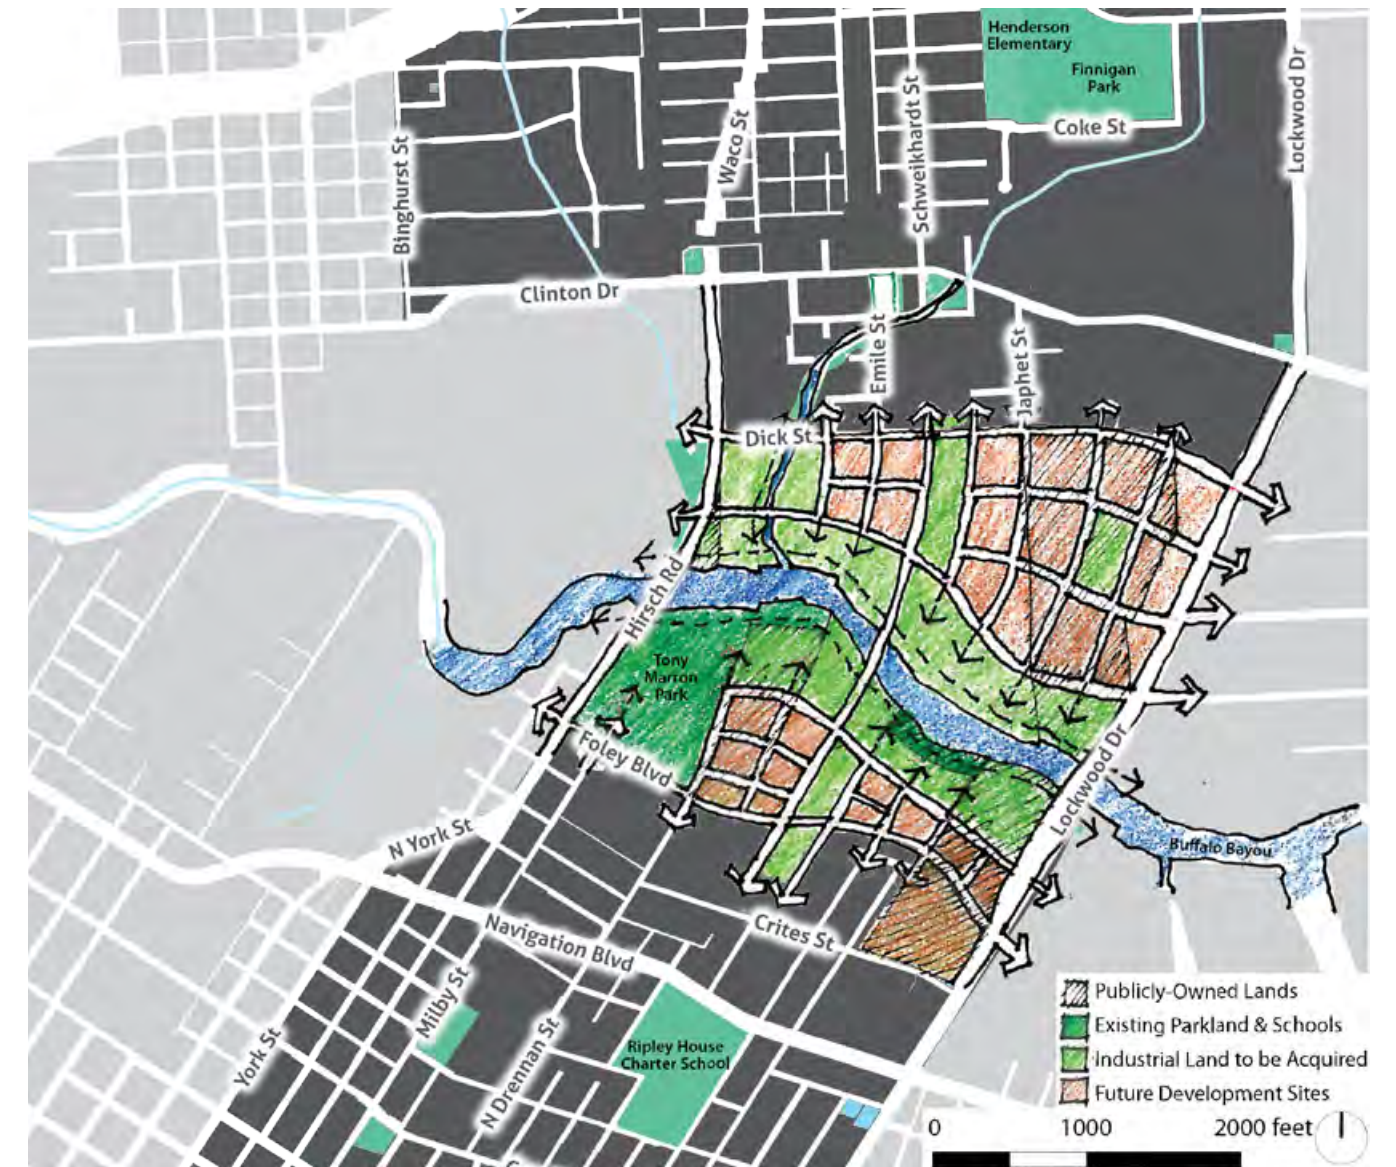 Henderson
Elementary
Finnigan
Park
Coke St
Lockwood Dr
Schweikhardt St
Waco St
Binghurst St
Clinton Dr
Emile St
Japhet St
Dick St
Hirsch Rd
Tony
Marron
Park
Foley Blvd
Lockwood Dr
Buffalo Bayou
N York St
Navigation Blvd
Crites St
Milby St
York St
N Drennan St
Ripley House
Charter School
Publicly-Owned Lands
Existing Parkland & Schools
Industrial Land to be Acquired
Future Development Sites
0 1000 2000 feet